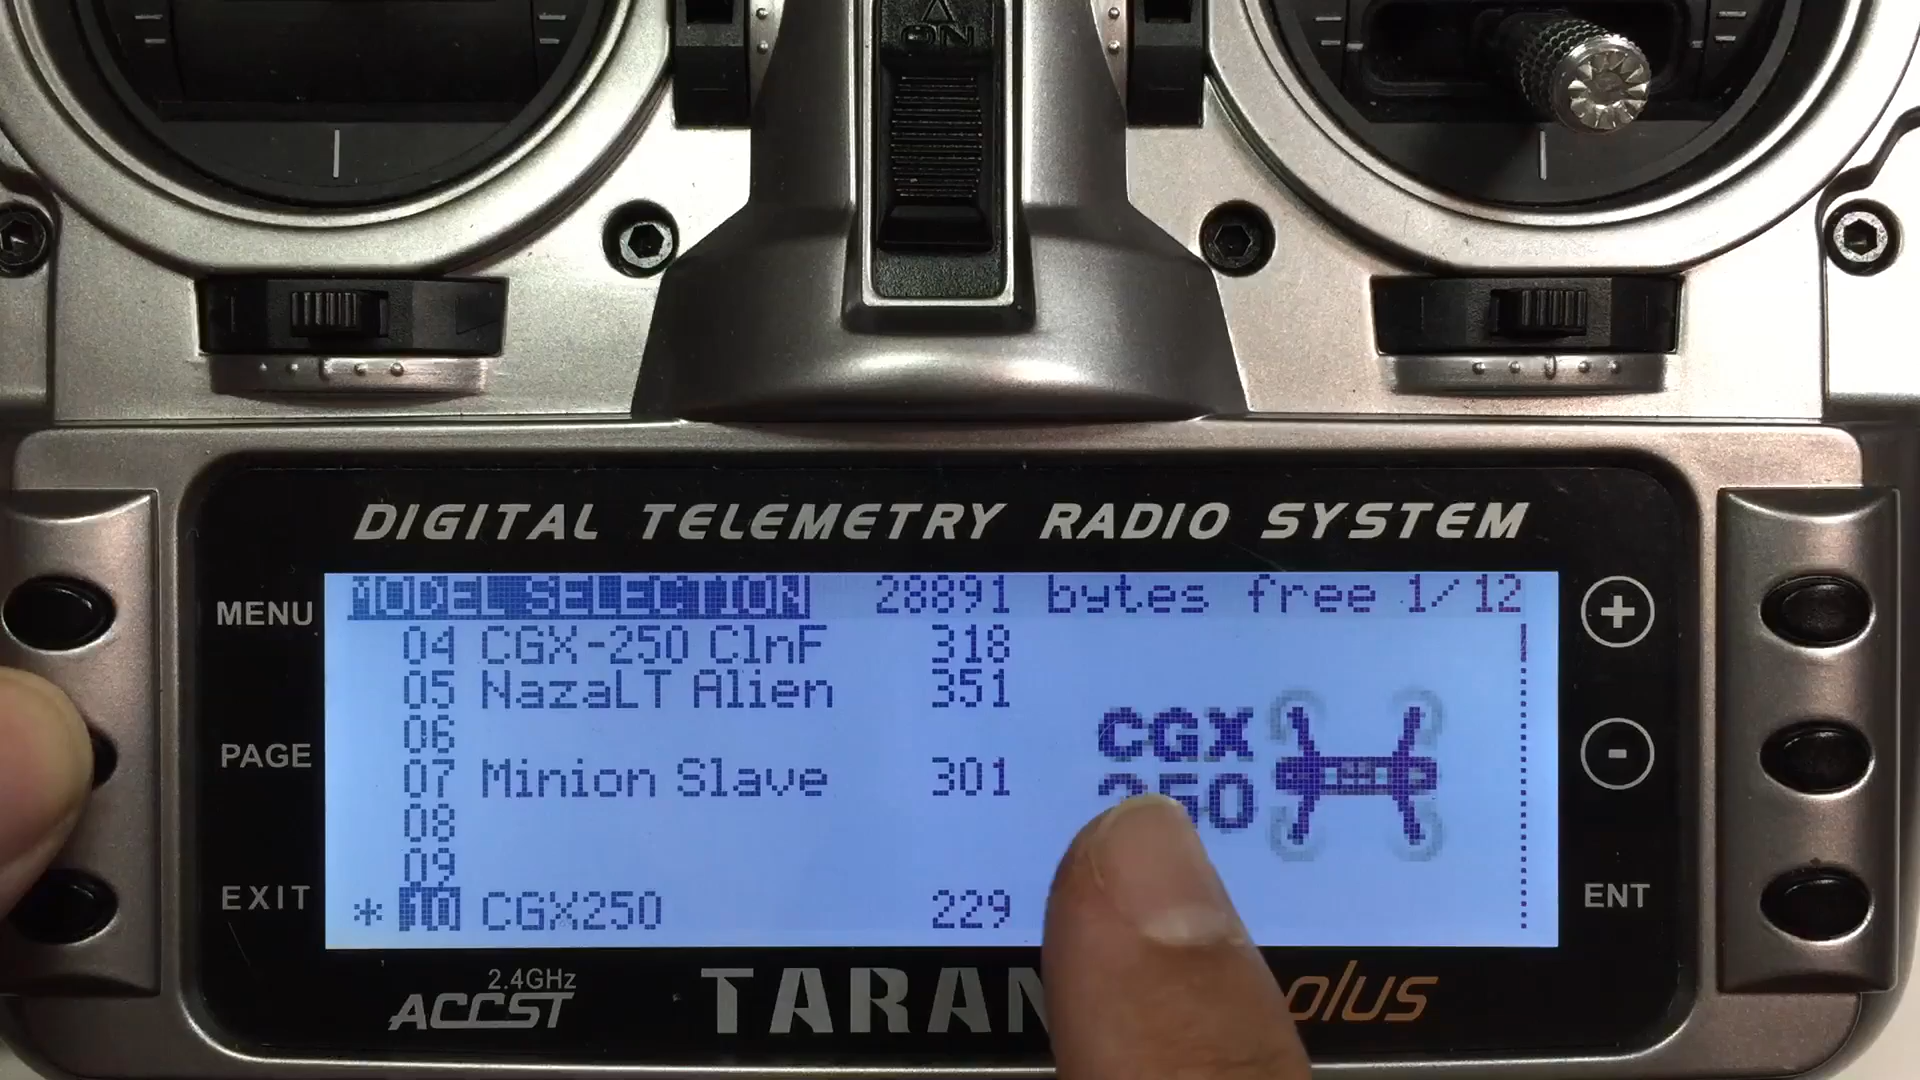 ON
DIGITAL TELEMETRY RADIO SYSTEM
MODEL SELECTION 28891 bytes free 1/12
04 CGX-250 ClnF 318
05 NazaLT Alien 351
06
07 Minion Slave 301
08
09
* 10 CGX250 229
CGX
250
MENU
PAGE
EXIT
+
-
ENT
2.4GHz
ACCST
TARAN
plus